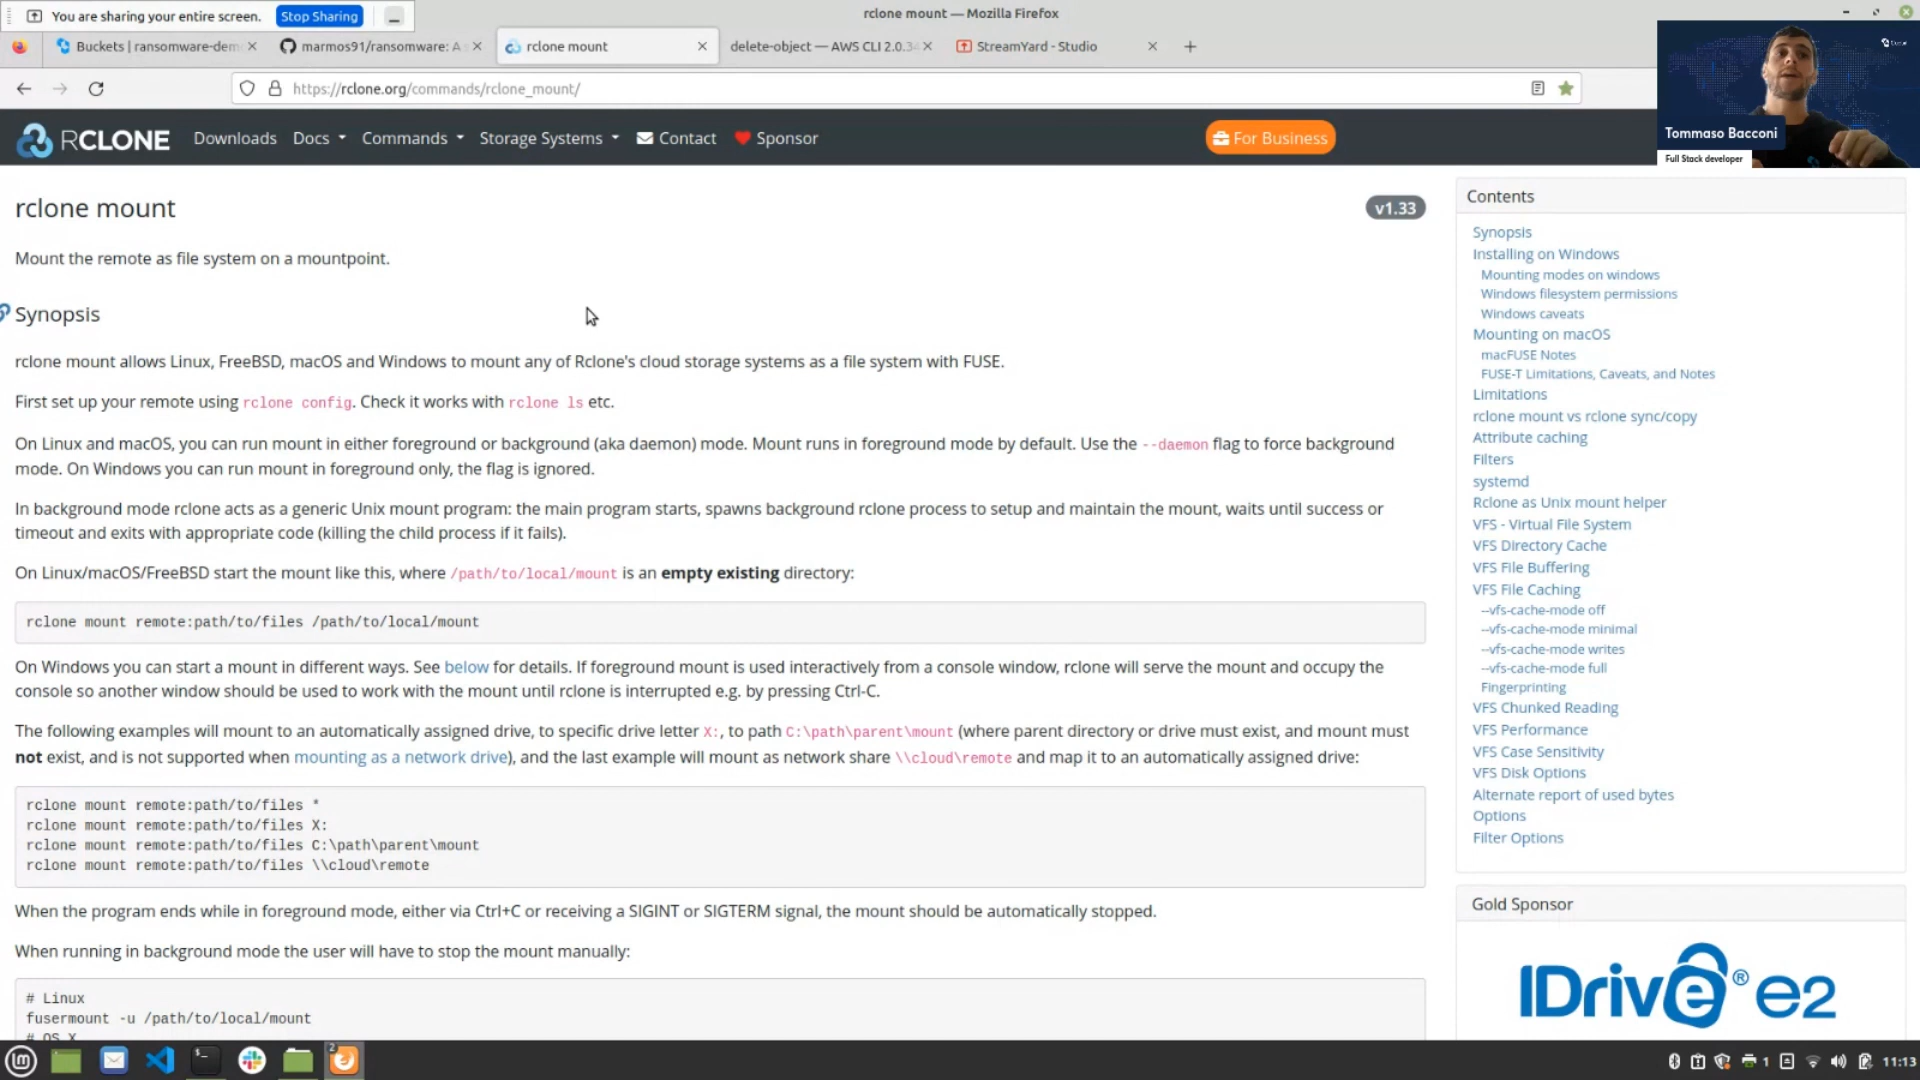 You are sharing your entire screen. Stop Sharing
rclone mount — Mozilla Firefox
Buckets | ransomware-dem
marmos91/ransomware: A s
rclone mount
delete-object — AWS CLI 2.0.34
StreamYard - Studio
https://rclone.org/commands/rclone_mount/
Tommaso Bacconi
Full Stack developer
RCLONE Downloads Docs Commands Storage Systems Contact Sponsor For Business
rclone mount
v1.33
Mount the remote as file system on a mountpoint.
Synopsis
rclone mount allows Linux, FreeBSD, macOS and Windows to mount any of Rclone's cloud storage systems as a file system with FUSE.
First set up your remote using rclone config. Check it works with rclone ls etc.
On Linux and macOS, you can run mount in either foreground or background (aka daemon) mode. Mount runs in foreground mode by default. Use the --daemon flag to force background
mode. On Windows you can run mount in foreground only, the flag is ignored.
In background mode rclone acts as a generic Unix mount program: the main program starts, spawns background rclone process to setup and maintain the mount, waits until success or
timeout and exits with appropriate code (killing the child process if it fails).
On Linux/macOS/FreeBSD start the mount like this, where /path/to/local/mount is an empty existing directory:
rclone mount remote:path/to/files /path/to/local/mount
On Windows you can start a mount in different ways. See below for details. If foreground mount is used interactively from a console window, rclone will serve the mount and occupy the
console so another window should be used to work with the mount until rclone is interrupted e.g. by pressing Ctrl-C.
The following examples will mount to an automatically assigned drive, to specific drive letter X:, to path C:\path\parent\mount (where parent directory or drive must exist, and mount must
not exist, and is not supported when mounting as a network drive), and the last example will mount as network share \\cloud\remote and map it to an automatically assigned drive:
rclone mount remote:path/to/files *
rclone mount remote:path/to/files X:
rclone mount remote:path/to/files C:\path\parent\mount
rclone mount remote:path/to/files \\cloud\remote
When the program ends while in foreground mode, either via Ctrl+C or receiving a SIGINT or SIGTERM signal, the mount should be automatically stopped.
When running in background mode the user will have to stop the mount manually:
# Linux
fusermount -u /path/to/local/mount
# OS X
Contents
Synopsis
Installing on Windows
Mounting modes on windows
Windows filesystem permissions
Windows caveats
Mounting on macOS
macFUSE Notes
FUSE-T Limitations, Caveats, and Notes
Limitations
rclone mount vs rclone sync/copy
Attribute caching
Filters
systemd
Rclone as Unix mount helper
VFS - Virtual File System
VFS Directory Cache
VFS File Buffering
VFS File Caching
--vfs-cache-mode off
--vfs-cache-mode minimal
--vfs-cache-mode writes
--vfs-cache-mode full
Fingerprinting
VFS Chunked Reading
VFS Performance
VFS Case Sensitivity
VFS Disk Options
Alternate report of used bytes
Options
Filter Options
Gold Sponsor
IDrive® e2
2
1
11:13